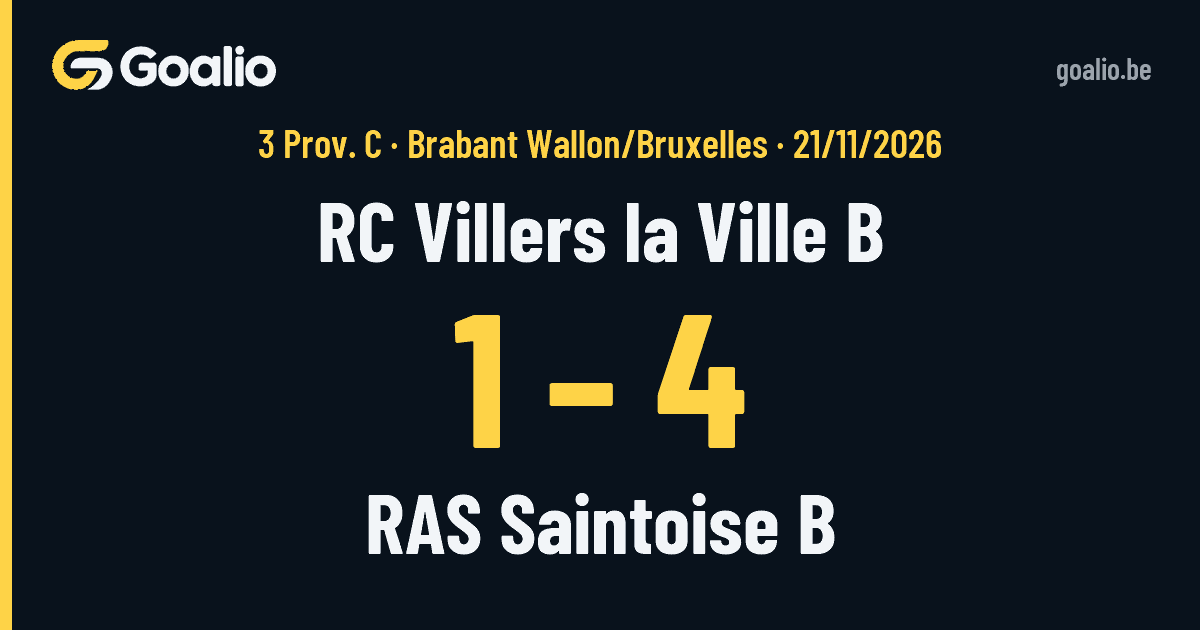 Goalio
goalio.be
3 Prov. C · Brabant Wallon/Bruxelles · 21/11/2026
RC Villers la Ville B
1 – 4
RAS Saintoise B